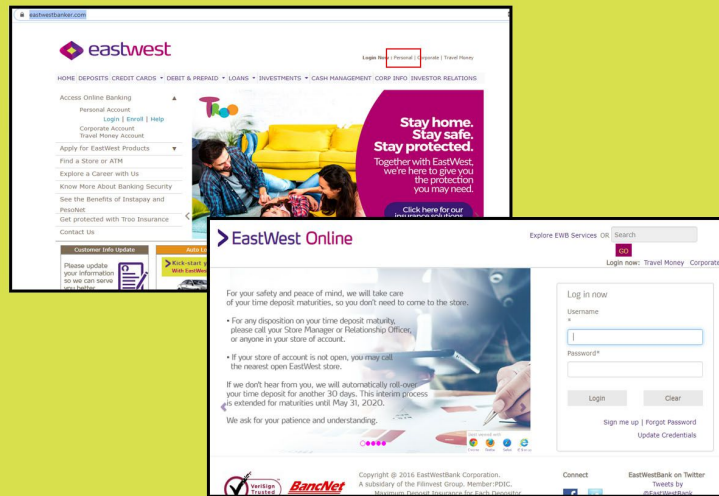 eastwestbanker.com
eastwest
Login Now : Personal | Corporate | Travel Money
HOME DEPOSITS CREDIT CARDS DEBIT & PREPAID LOANS INVESTMENTS CASH MANAGEMENT CORP INFO INVESTOR RELATIONS
Access Online Banking
Personal Account
Login | Enroll | Help
Corporate Account
Travel Money Account
Apply for EastWest Products
Find a Store or ATM
Explore a Career with Us
Know More About Banking Security
See the Benefits of Instapay and
PesoNet
Get protected with Troo Insurance
Contact Us
Troo
Stay home.
Stay safe.
Stay protected.
Together with EastWest,
we're here to give you
the protection
you may need.
Click here for our
insurance solutions
Customer Info Update
Please update
your information
so we can serve
you better
Auto Lo
Kick-start y
With EastWes
EastWest Online
Explore EWB Services OR Search
GO
Login now: Travel Money Corporate
For your safety and peace of mind, we will take care
of your time deposit maturities, so you don't need to come to the store.
• For any disposition on your time deposit maturity,
please call your Store Manager or Relationship Officer,
or anyone in your store of account.
• If your store of account is not open, you may call
the nearest open EastWest store.
If we don't hear from you, we will automatically roll-over
your time deposit for another 30 days. This interim process
is extended for maturities until May 31, 2020.
We ask for your patience and understanding.
Log in now
Username
*
Password*
Login Clear
Sign me up | Forgot Password
Update Credentials
VeriSign
Trusted
BancNet
Copyright @ 2016 EastWestBank Corporation.
A subsidary of the Filinvest Group. Member:PDIC.
Maximum Deposit Insurance for Each Depositor
Connect
EastWestBank on Twitter
Tweets by
@EastWestBank